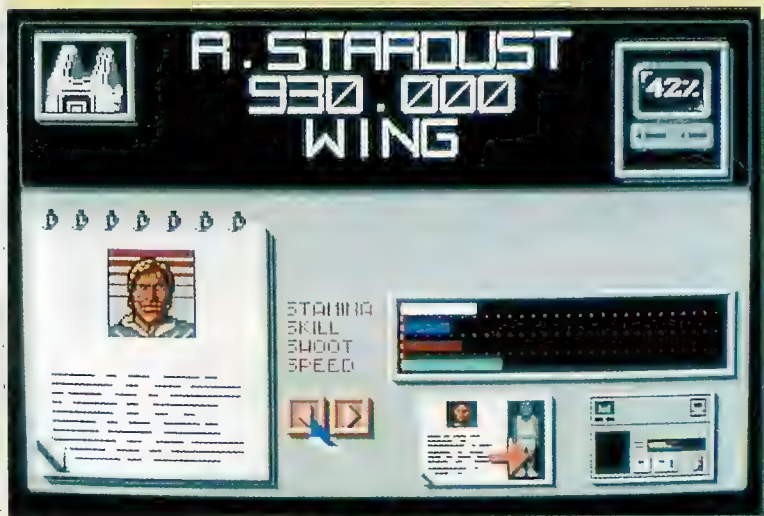 R.STARDUST
930.000
WING
42%
STAMINA
SKILL
SHOOT
SPEED